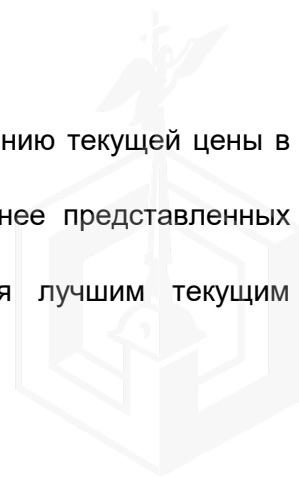 нию текущей цены в
нее представленных
я лучшим текущим